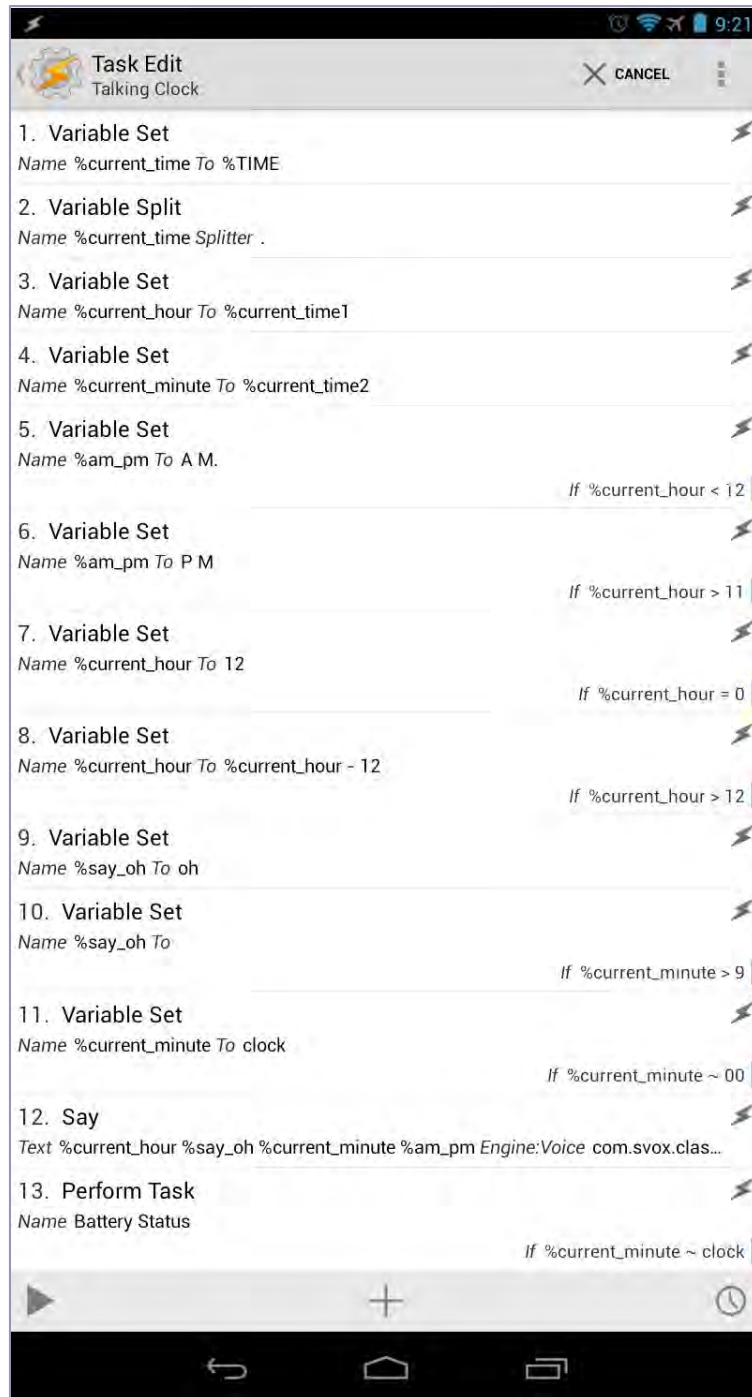 9:21
Task Edit
Talking Clock
CANCEL
1. Variable Set
Name %current_time To %TIME
2. Variable Split
Name %current_time Splitter .
3. Variable Set
Name %current_hour To %current_time1
4. Variable Set
Name %current_minute To %current_time2
5. Variable Set
Name %am_pm To A M.
If %current_hour < 12
6. Variable Set
Name %am_pm To P M
If %current_hour > 11
7. Variable Set
Name %current_hour To 12
If %current_hour = 0
8. Variable Set
Name %current_hour To %current_hour - 12
If %current_hour > 12
9. Variable Set
Name %say_oh To oh
10. Variable Set
Name %say_oh To
If %current_minute > 9
11. Variable Set
Name %current_minute To clock
If %current_minute ~ 00
12. Say
Text %current_hour %say_oh %current_minute %am_pm Engine:Voice com.svox.clas...
13. Perform Task
Name Battery Status
If %current_minute ~ clock